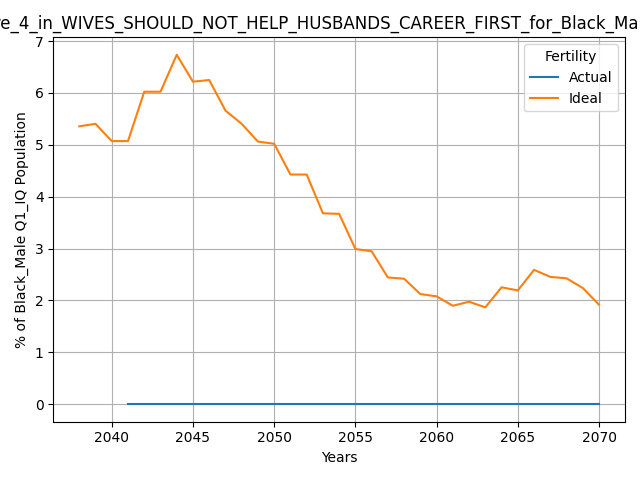 re_4_in_WIVES_SHOULD_NOT_HELP_HUSBANDS_CAREER_FIRST_for_Black_Ma
7
6
5
4
3
2
1
0
% of Black_Male Q1_IQ Population
Fertility
Actual
Ideal
2040 2045 2050 2055 2060 2065 2070
Years